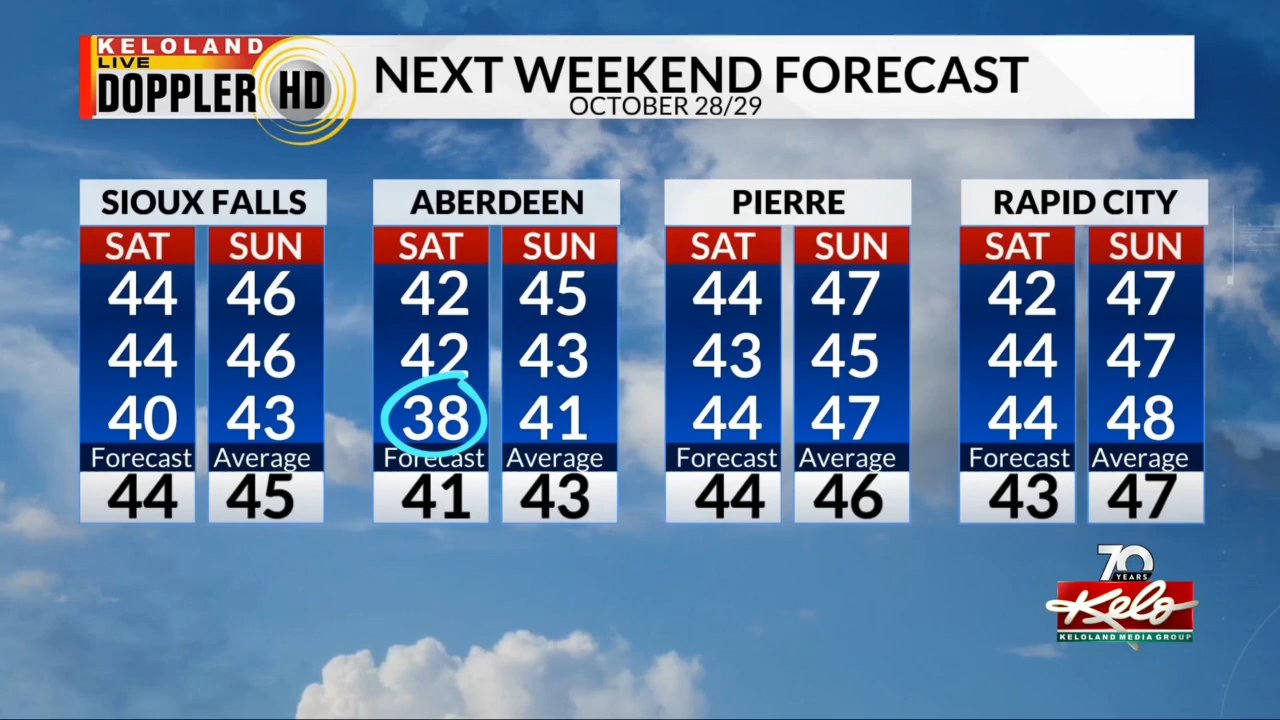 KELOLAND
LIVE
DOPPLER HD
NEXT WEEKEND FORECAST
OCTOBER 28/29
SIOUX FALLS
SAT SUN
44 46
44 46
40 43
Forecast Average
44 45
ABERDEEN
SAT SUN
42 45
42 43
38 41
Forecast Average
41 43
PIERRE
SAT SUN
44 47
43 45
44 47
Forecast Average
44 46
RAPID CITY
SAT SUN
42 47
44 47
44 48
Forecast Average
43 47
70
YEARS
Kelo
KELOLAND MEDIA GROUP